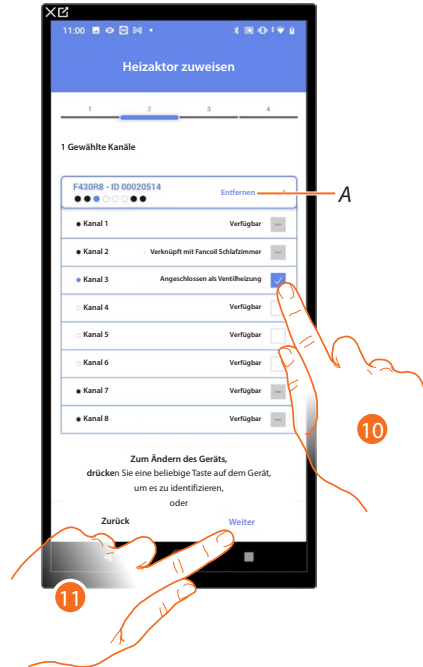 11:00
Heizaktor zuweisen
1 2 3 4
1 Gewählte Kanäle
F430R8 - ID 00020514
Entfernen
A
Kanal 1 Verfügbar
Kanal 2 Verknüpft mit Fancoil Schlafzimmer
Kanal 3 Angeschlossen als Ventilheizung
Kanal 4 Verfügbar
Kanal 5 Verfügbar
Kanal 6 Verfügbar
Kanal 7 Verfügbar
Kanal 8 Verfügbar
10
Zum Ändern des Geräts,
drücken Sie eine beliebige Taste auf dem Gerät,
um es zu identifizieren,
oder
Zurück Weiter
11